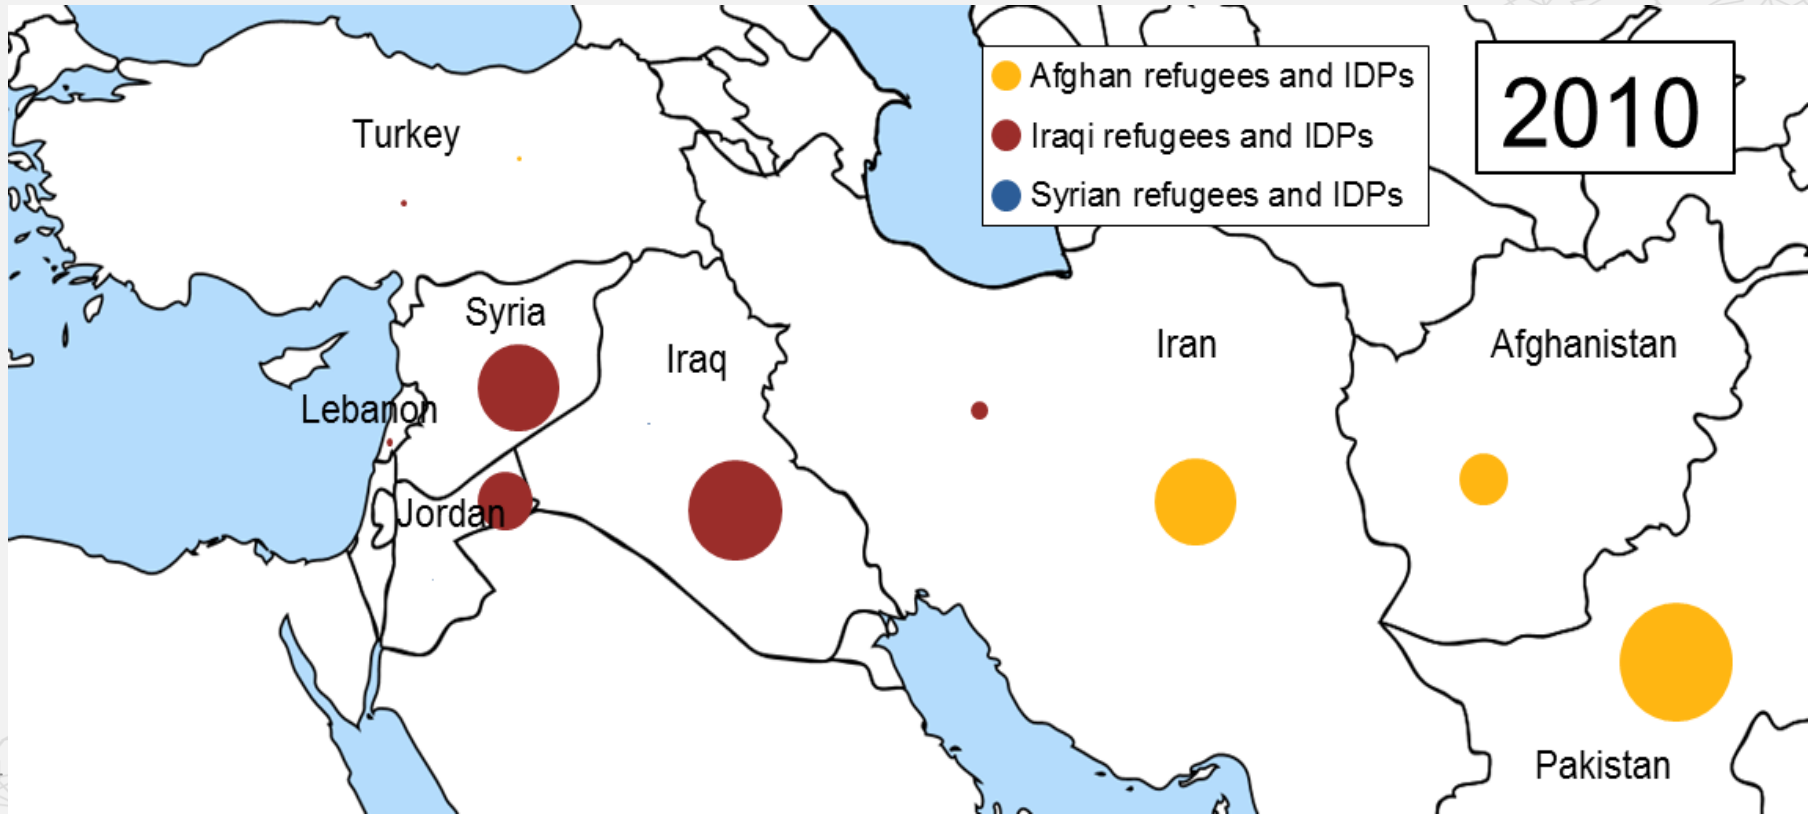 Afghan refugees and IDPs
Iraqi refugees and IDPs
Syrian refugees and IDPs
2010
Turkey
Syria
Iraq
Iran
Afghanistan
Lebanon
Jordan
Pakistan